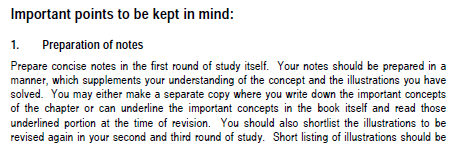 Important points to be kept in mind:
1. Preparation of notes
Prepare concise notes in the first round of study itself. Your notes should be prepared in a
manner, which supplements your understanding of the concept and the illustrations you have
solved. You may either make a separate copy where you write down the important concepts
of the chapter or can underline the important concepts in the book itself and read those
underlined portion at the time of revision. You should also shortlist the illustrations to be
revised again in your second and third round of study. Short listing of illustrations should be